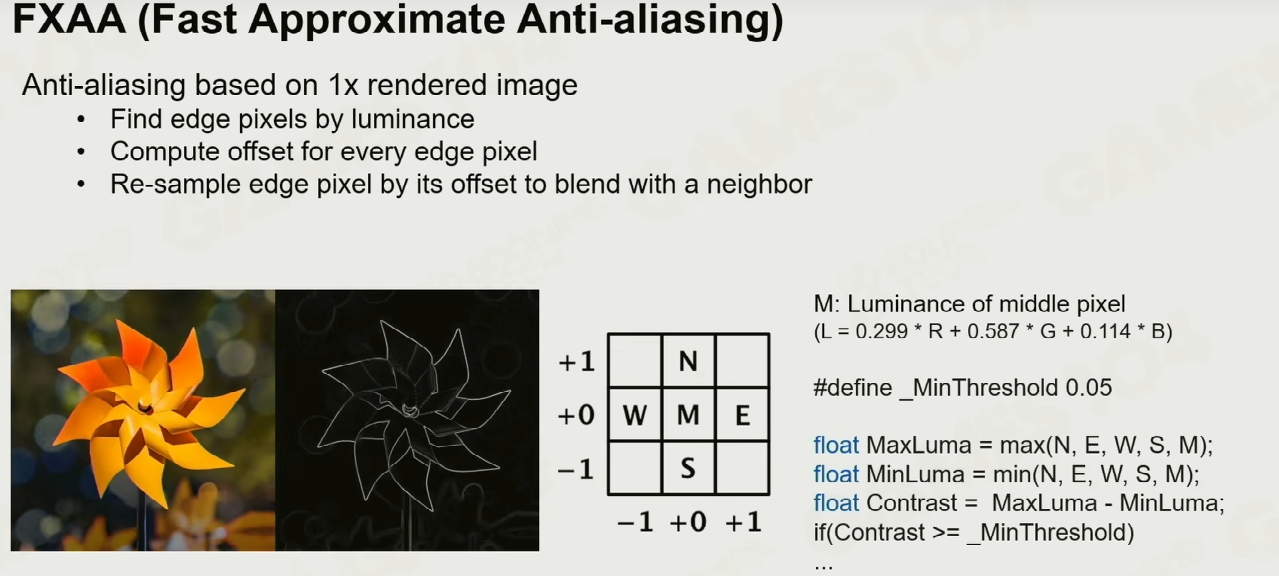 FXAA (Fast Approximate Anti-aliasing)
Anti-aliasing based on 1x rendered image
• Find edge pixels by luminance
• Compute offset for every edge pixel
• Re-sample edge pixel by its offset to blend with a neighbor
+1 N
+0 W M E
−1 S
−1 +0 +1
M: Luminance of middle pixel
(L = 0.299 * R + 0.587 * G + 0.114 * B)
#define _MinThreshold 0.05
float MaxLuma = max(N, E, W, S, M);
float MinLuma = min(N, E, W, S, M);
float Contrast = MaxLuma - MinLuma;
if(Contrast >= _MinThreshold)
...
GAMES104